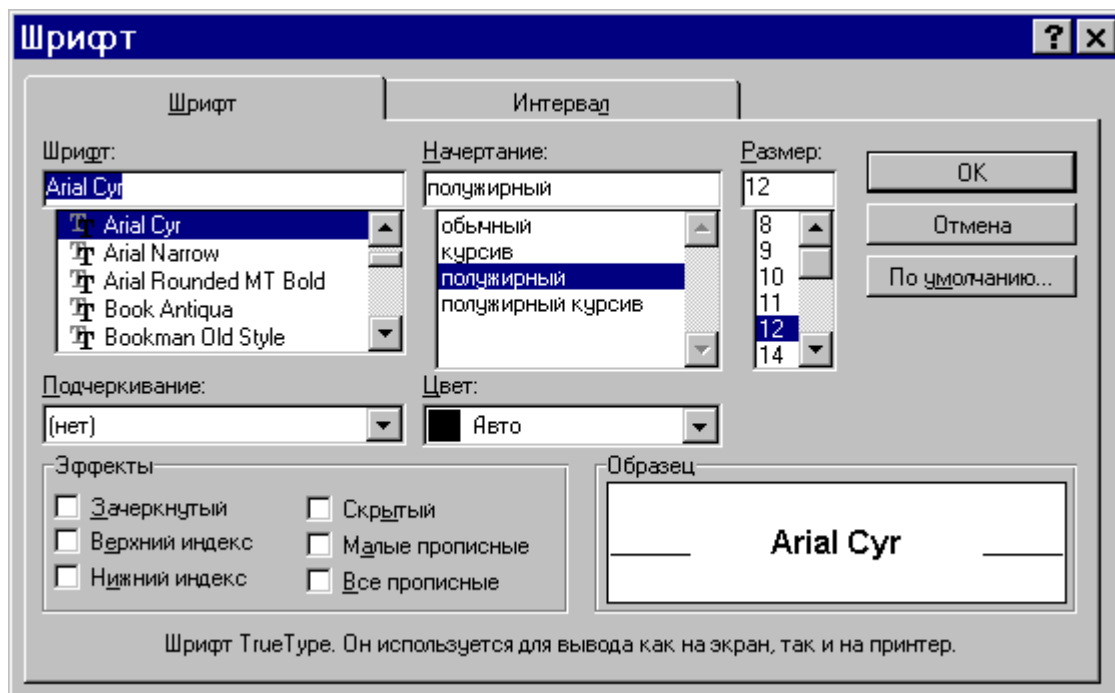 Шрифт
Шрифт Интервал
Шрифт: Начертание: Размер:
Arial Cyr полужирный 12 OK
Arial Cyr обычный 8 Отмена
Arial Narrow курсив 9
Arial Rounded MT Bold полужирный 10 По умолчанию...
Book Antiqua полужирный курсив 11
Bookman Old Style 12
14
Подчеркивание: Цвет:
(нет) Авто
Эффекты Образец
Зачеркнутый Скрытый
Верхний индекс Малые прописные Arial Cyr
Нижний индекс Все прописные
Шрифт TrueType. Он используется для вывода как на экран, так и на принтер.